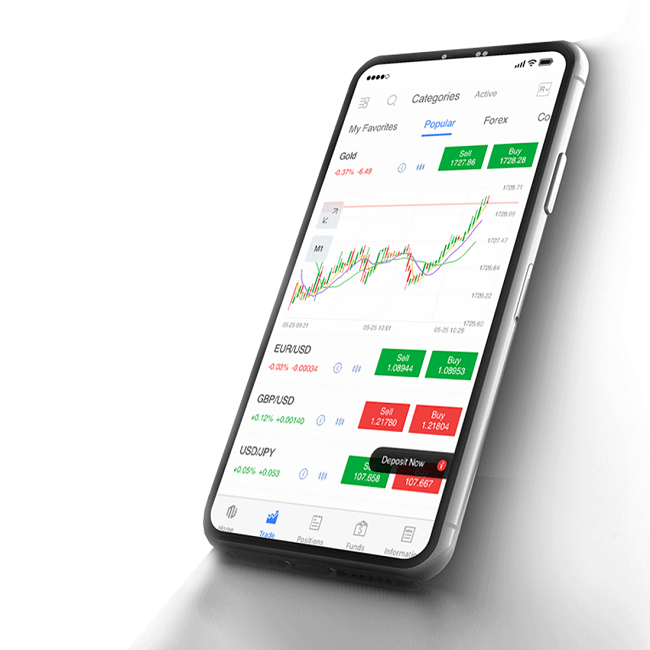 Categories
Active
R
My Favorites
Popular
Forex
Co
Gold
-0.37% -6.49
Sell
1727.86
Buy
1728.28
1728.71
1728.09
1727.47
1726.84
1726.22
1725.60
M1
05-25 09:21
05-25 10:01
05-25 10:29
EUR/USD
-0.03% -0.00034
Sell
1.08944
Buy
1.08953
GBP/USD
+0.12% +0.00140
Sell
1.21780
Buy
1.21804
USD/JPY
+0.05% +0.053
107.658
107.667
Deposit Now
Home
Trade
Positions
Funds
Informatio